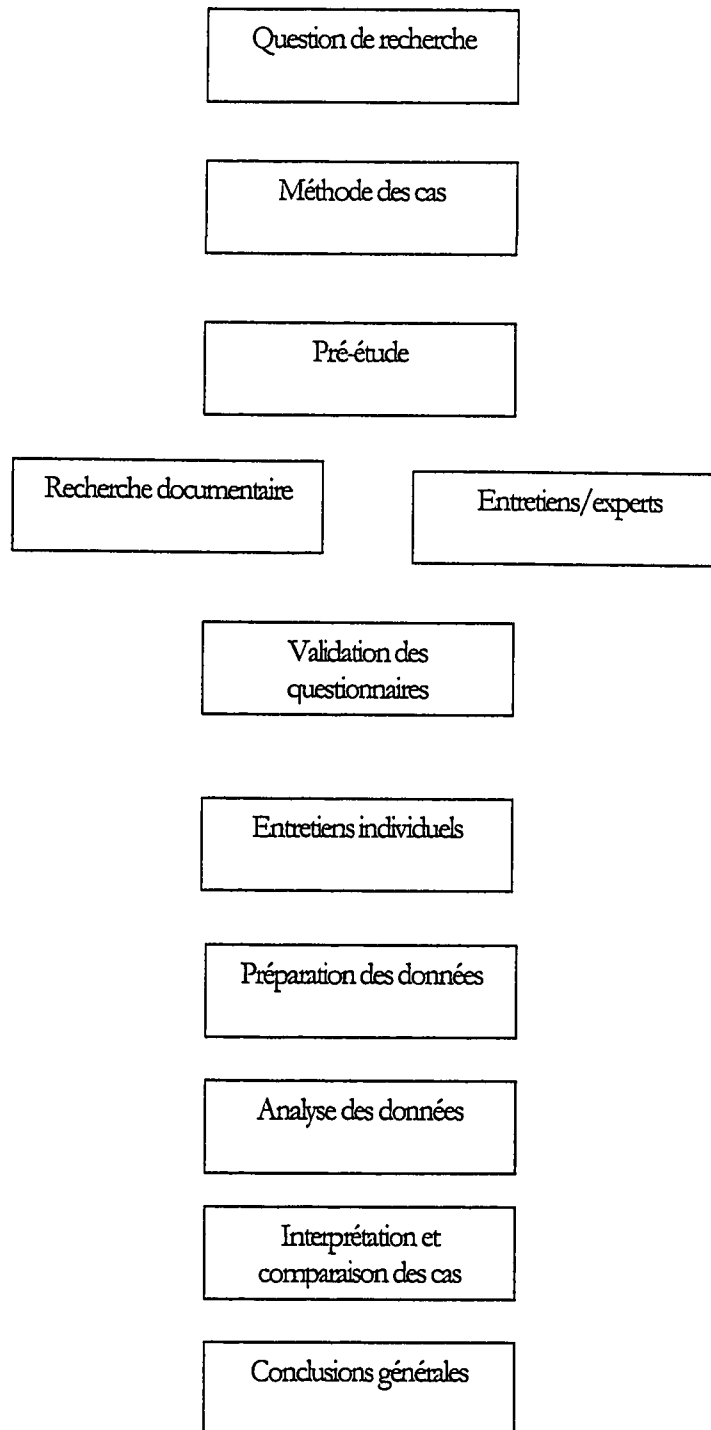 Question de recherche
Méthode des cas
Pré-étude
Recherche documentaire
Entretiens/experts
Validation des
questionnaires
Entretiens individuels
Préparation des données
Analyse des données
Interprétation et
comparaison des cas
Conclusions générales